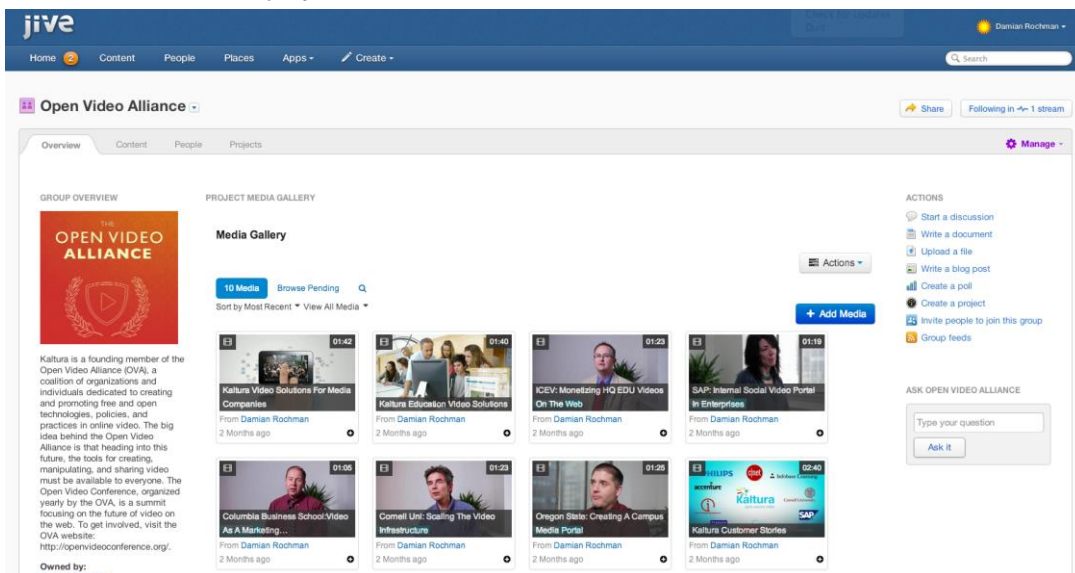 jive
Damian Rochman
Home 2 Content People Places Apps Create
Search
Open Video Alliance
Share Following in 1 stream
Overview Content People Projects
Manage
GROUP OVERVIEW
THE
OPEN VIDEO
ALLIANCE
Kaltura is a founding member of the
Open Video Alliance (OVA), a
coalition of organizations and
individuals dedicated to creating
and promoting free and open
technologies, policies, and
practices in online video. The big
idea behind the Open Video
Alliance is that heading into this
future, the tools for creating,
manipulating, and sharing video
must be available to everyone. The
Open Video Conference, organized
yearly by the OVA, is a summit
focusing on the future of video on
the web. To get involved, visit the
OVA website:
http://openvideoconference.org/.
Owned by:
PROJECT MEDIA GALLERY
Media Gallery
Actions
10 Media Browse Pending
Sort by Most Recent View All Media
+ Add Media
01:42
Kaltura Video Solutions For Media
Companies
From Damian Rochman
2 Months ago
01:40
Kaltura Education Video Solutions
From Damian Rochman
2 Months ago
01:23
ICEV: Monetizing HQ EDU Videos
On The Web
From Damian Rochman
2 Months ago
01:19
SAP: Internal Social Video Portal
In Enterprises
From Damian Rochman
2 Months ago
01:05
Columbia Business School:Video
As A Marketing...
From Damian Rochman
2 Months ago
01:23
Cornell Uni: Scaling The Video
Infrastructure
From Damian Rochman
2 Months ago
01:25
Oregon State: Creating A Campus
Media Portal
From Damian Rochman
2 Months ago
02:40
PHILIPS
cnet
accenture
Kaltura
SAP
Kaltura Customer Stories
From Damian Rochman
2 Months ago
ACTIONS
Start a discussion
Write a document
Upload a file
Write a blog post
Create a poll
Create a project
Invite people to join this group
Group feeds
ASK OPEN VIDEO ALLIANCE
Type your question
Ask it